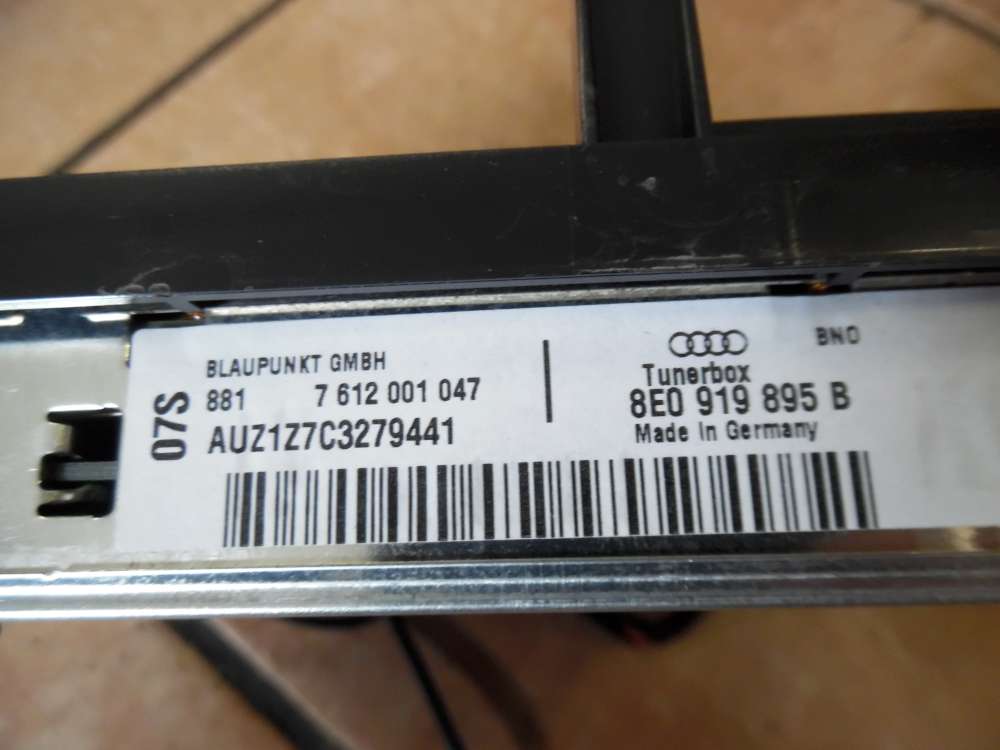 BLAUPUNKT GMBH
881 7 612 001 047
AUZ1Z7C3279441
07S
BNO
Tunerbox
8E0 919 895 B
Made in Germany